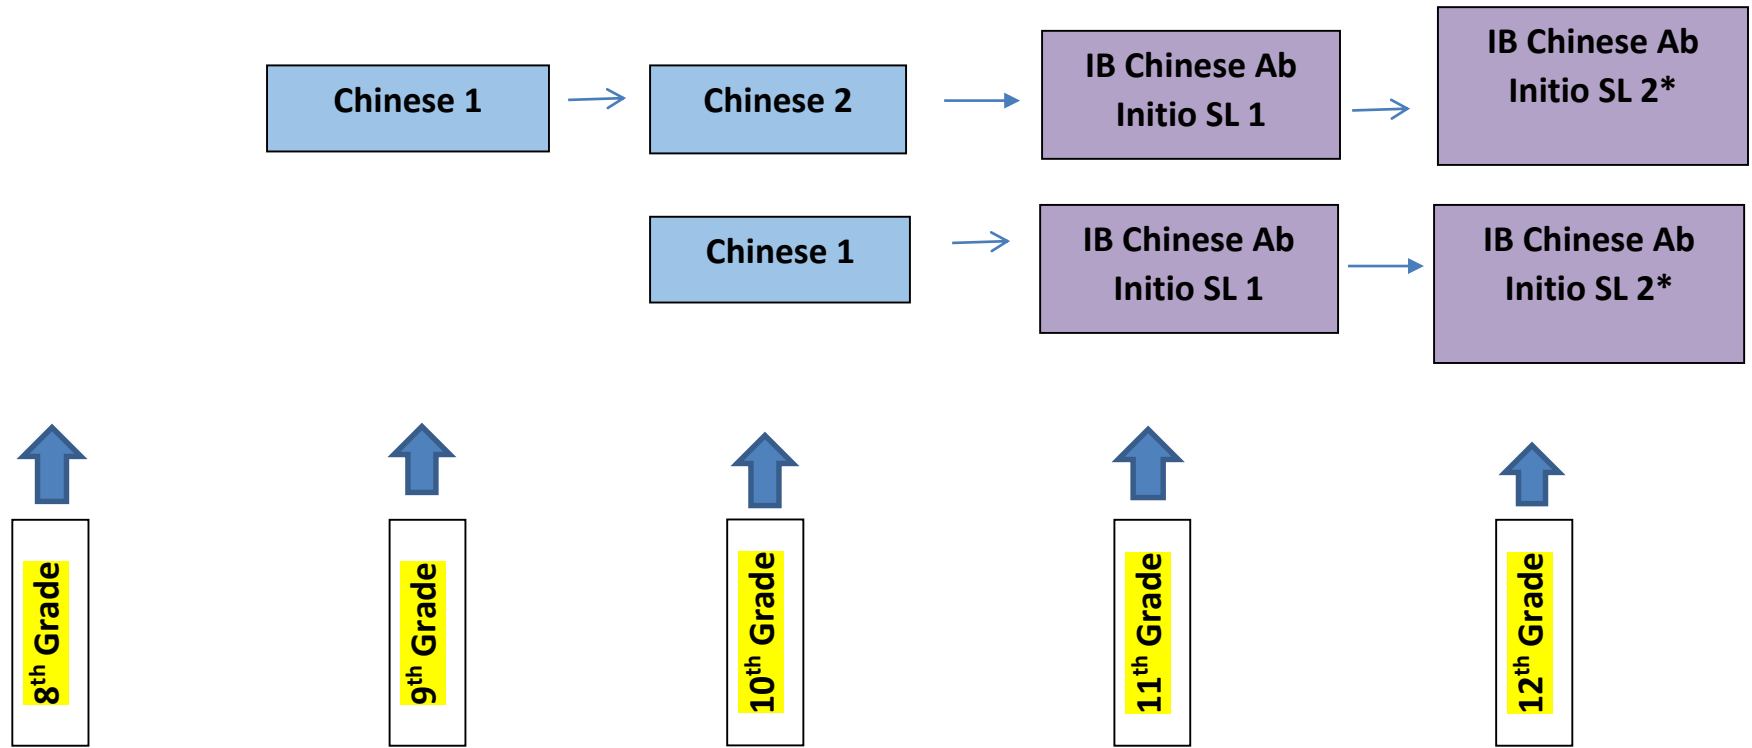 Chinese 1
Chinese 2
IB Chinese Ab
Initio SL 1
IB Chinese Ab
Initio SL 2*
Chinese 1
IB Chinese Ab
Initio SL 1
IB Chinese Ab
Initio SL 2*
8th Grade
9th Grade
10th Grade
11th Grade
12th Grade